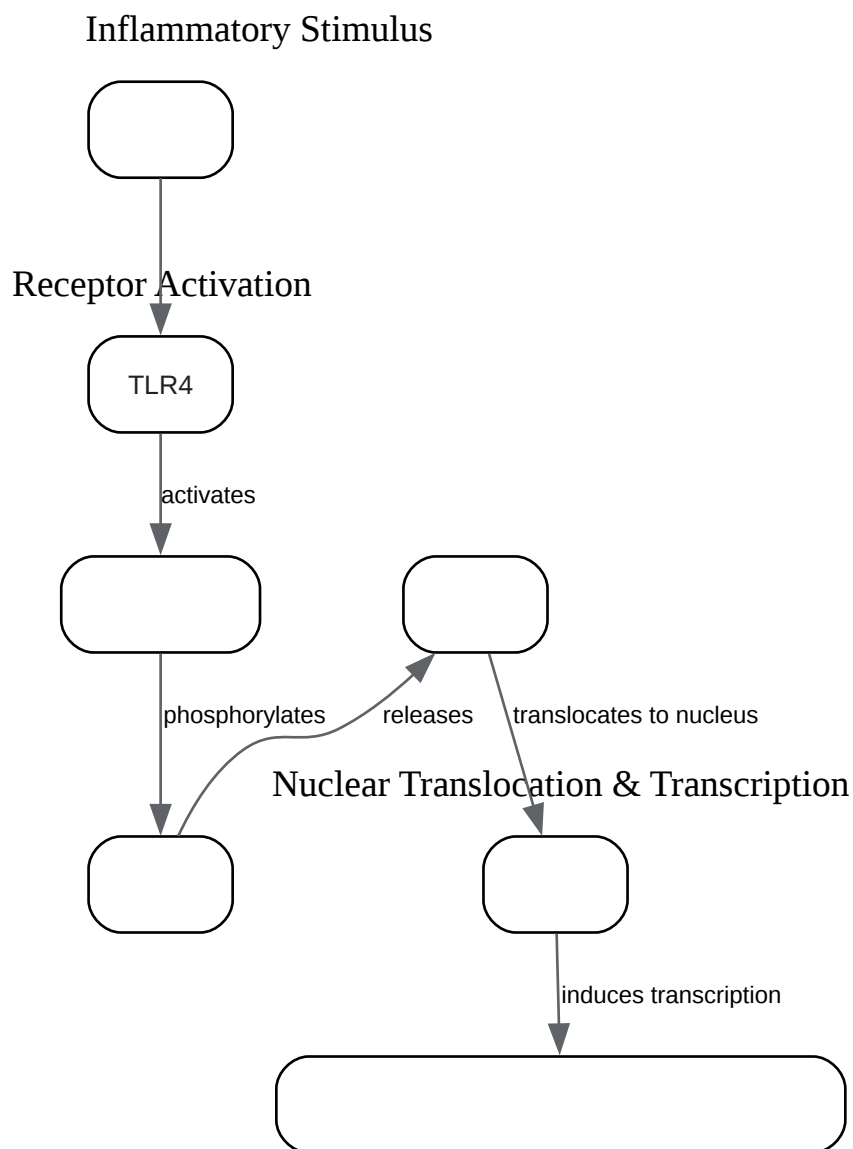 Inflammatory Stimulus
Receptor Activation
TLR4
activates
phosphorylates
releases
translocates to nucleus
Nuclear Translocation & Transcription
induces transcription